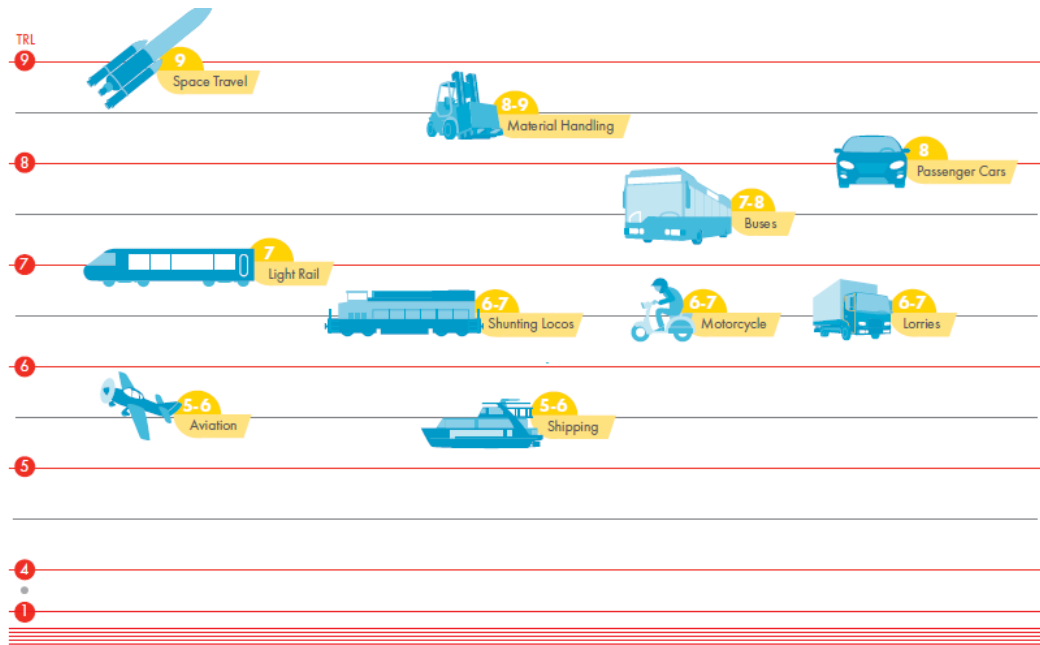 TRL
9
9
Space Travel
8-9
Material Handling
8
8
Passenger Cars
7-8
Buses
7
7
Light Rail
6-7
Shunting Locos
6-7
Motorcycle
6-7
Lorries
6
5-6
Aviation
5-6
Shipping
5
4
1